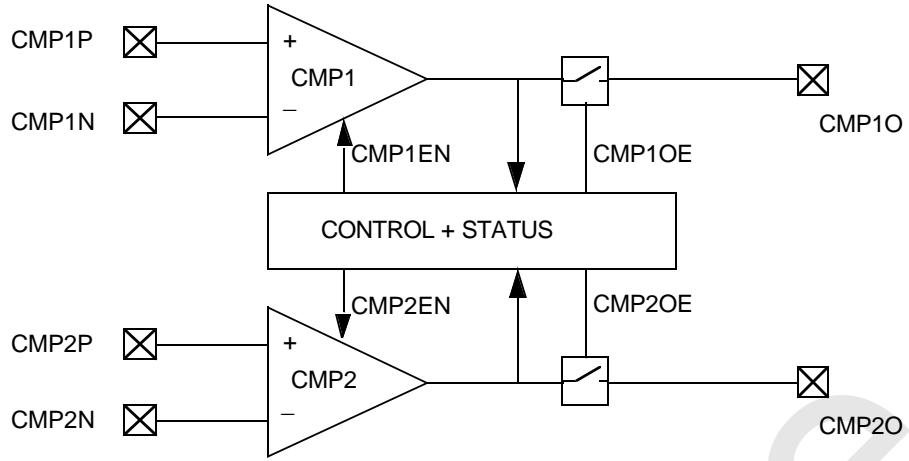 CMP1P
+
CMP1
CMP1N
−
CMP1O
CMP1EN
CMP1OE
CONTROL + STATUS
CMP2EN
CMP2OE
CMP2P
+
CMP2
CMP2N
−
CMP2O